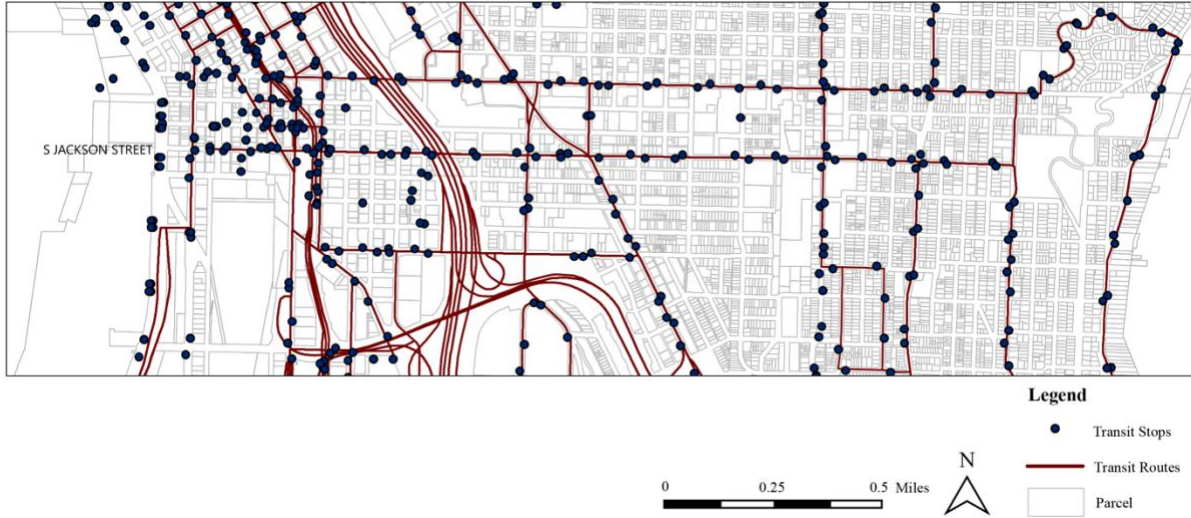 S JACKSON STREET
Legend
Transit Stops
N
0 0.25 0.5 Miles
Transit Routes
Parcel